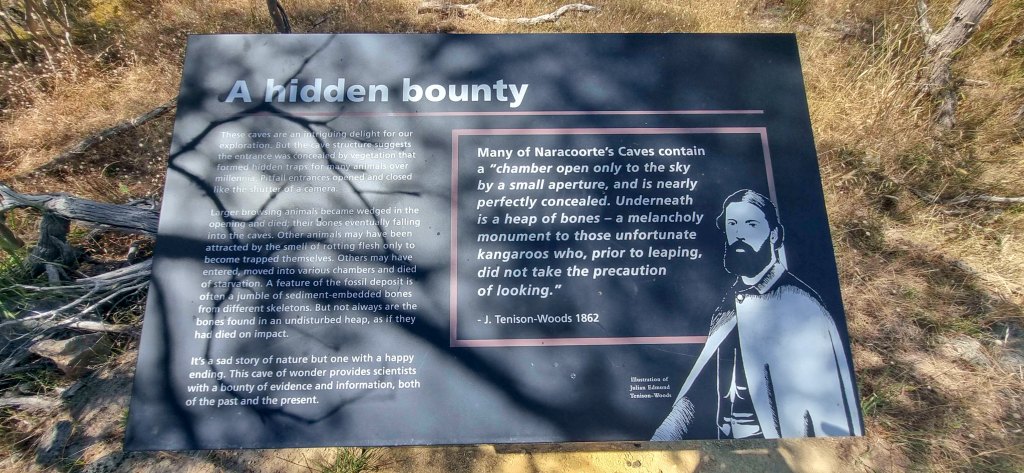 A hidden bounty
These caves are an intriguing delight for our
exploration. But the cave structure suggests
the entrance was concealed by vegetation that
formed hidden traps for many animals over
millennia. Pitfall entrances opened and closed
like the shutter of a camera.
Larger browsing animals became wedged in the
opening and died; their bones eventually falling
into the caves. Other animals may have been
attracted by the smell of rotting flesh only to
become trapped themselves. Others may have
entered, moved into various chambers and died
of starvation. A feature of the fossil deposit is
often a jumble of sediment-embedded bones
from different skeletons. But not always are the
bones found in an undisturbed heap, as if they
had died on impact.
It's a sad story of nature but one with a happy
ending. This cave of wonder provides scientists
with a bounty of evidence and information, both
of the past and the present.
Many of Naracoorte's Caves contain
a "chamber open only to the sky
by a small aperture, and is nearly
perfectly concealed. Underneath
is a heap of bones – a melancholy
monument to those unfortunate
kangaroos who, prior to leaping,
did not take the precaution
of looking."
- J. Tenison-Woods 1862
Illustration of
Julian Edmund
Tenison-Woods